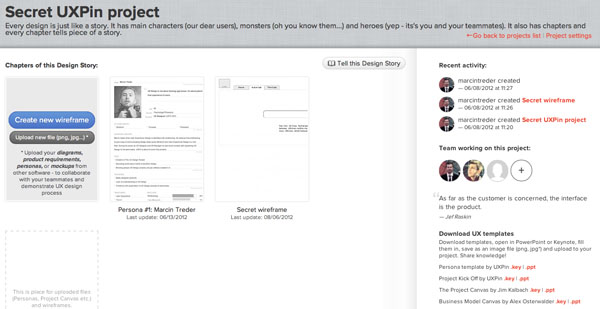 Secret UXPin project
Every design is just like a story. It has main characters (our dear users), monsters (oh you know them...) and heroes (yep - its's you and your teammates). It also has chapters and
every chapter tells piece of a story.
←Go back to projects list | Project settings
Chapters of this Design Story:
Tell this Design Story
Create new wireframe
Upload new file (png, jpg...) *
* Upload your diagrams,
product requirements,
personas, or mockups from
other software - to collaborate
with your teammates and
demonstrate UX design
process
Persona #1: Marcin Treder
Last update: 06/13/2012
Secret wireframe
Last update: 08/06/2012
This is place for uploaded files
(Personas, Project Canvas etc.)
and wireframes.
Recent activity:
marcintreder created
— 06/08/2012 at 11:27
marcintreder created Secret wireframe
— 06/08/2012 at 11:26
marcintreder created Secret UXPin project
— 06/08/2012 at 11:20
Team working on this project:
+
“As far as the customer is concerned, the interface
is the product.
— Jef Raskin
Download UX templates
Download templates, open in PowerPoint or Keynote, fill
them in, save as an image file (png, jpg*) and upload to your
project. Share knowledge!
Persona template by UXPin .key | .ppt
Project Kick Off by UXPin .key | .ppt
The Project Canvas by Jim Kalbach .key | .ppt
Business Model Canvas by Alex Osterwalder .key | .ppt